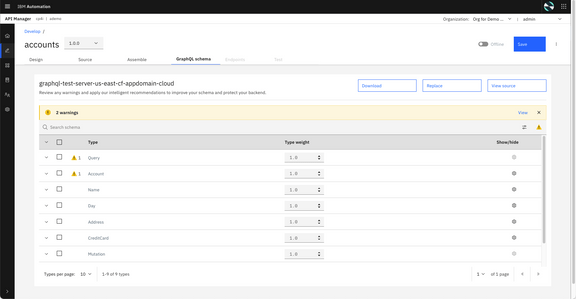 IBM Automation
API Manager cpdi / ademo Organization: Org for Demo ... admin
Develop /
accounts 1.0.0 Offline Save
Design Source Assemble GraphQL schema Endpoints Test
graphql-test-server-us-east-cf-appdomain-cloud
Review any warnings and apply our intelligent recommendations to improve your schema and protect your backend.
Download Replace View source
2 warnings View
Search schema
Type Type weight Show/hide
1 Query 1.0
1 Account 1.0
Name 1.0
Day 1.0
Address 1.0
CreditCard 1.0
Mutation 1.0
Types per page: 10 1-9 of 9 types 1 of 1 page